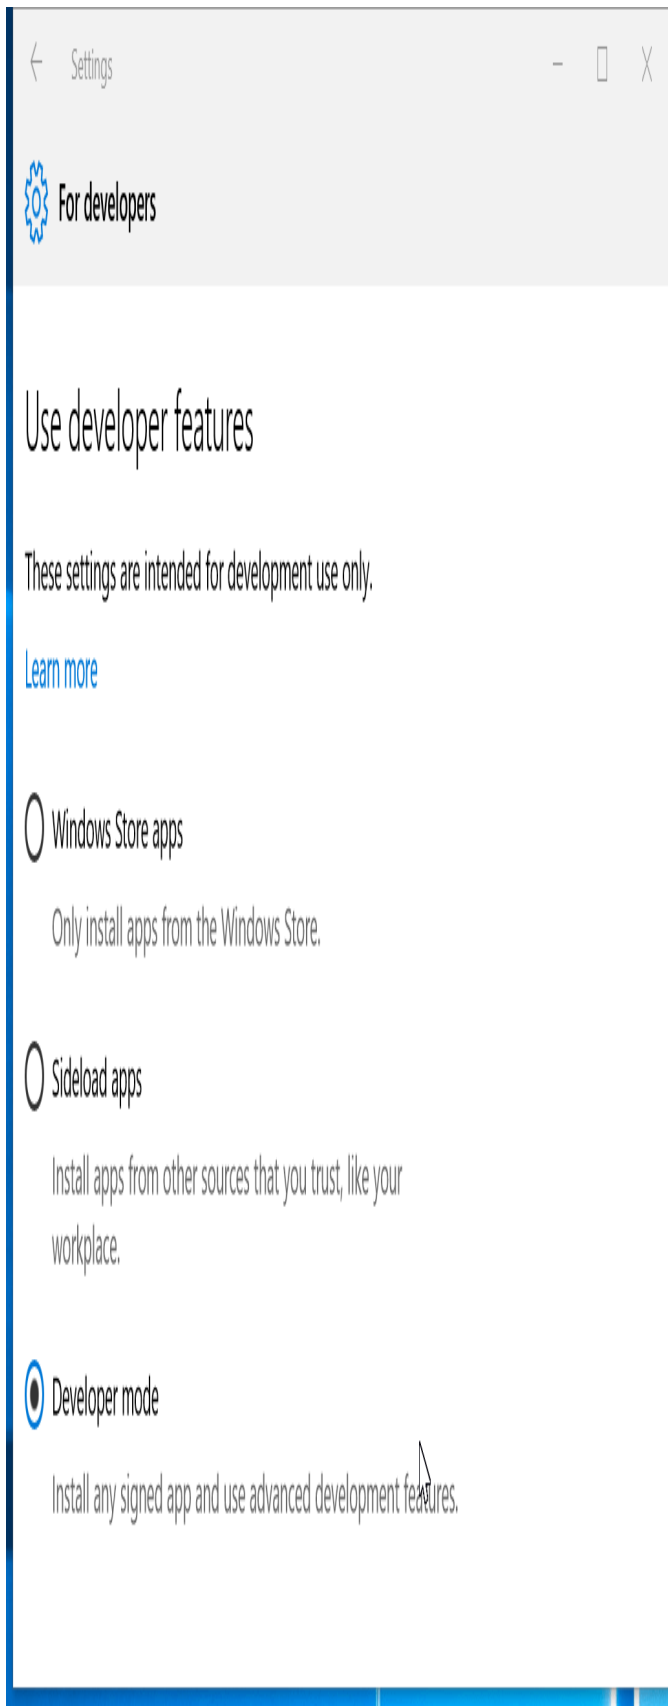 Settings
For developers
Use developer features
These settings are intended for development use only.
Learn more
Windows Store apps
Only install apps from the Windows Store.
Sideload apps
Install apps from other sources that you trust, like your
workplace.
Developer mode
Install any signed app and use advanced development features.